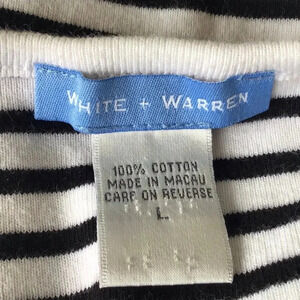 WHITE + WARREN
100% COTTON
MADE IN MACAU
CARE ON REVERSE
L